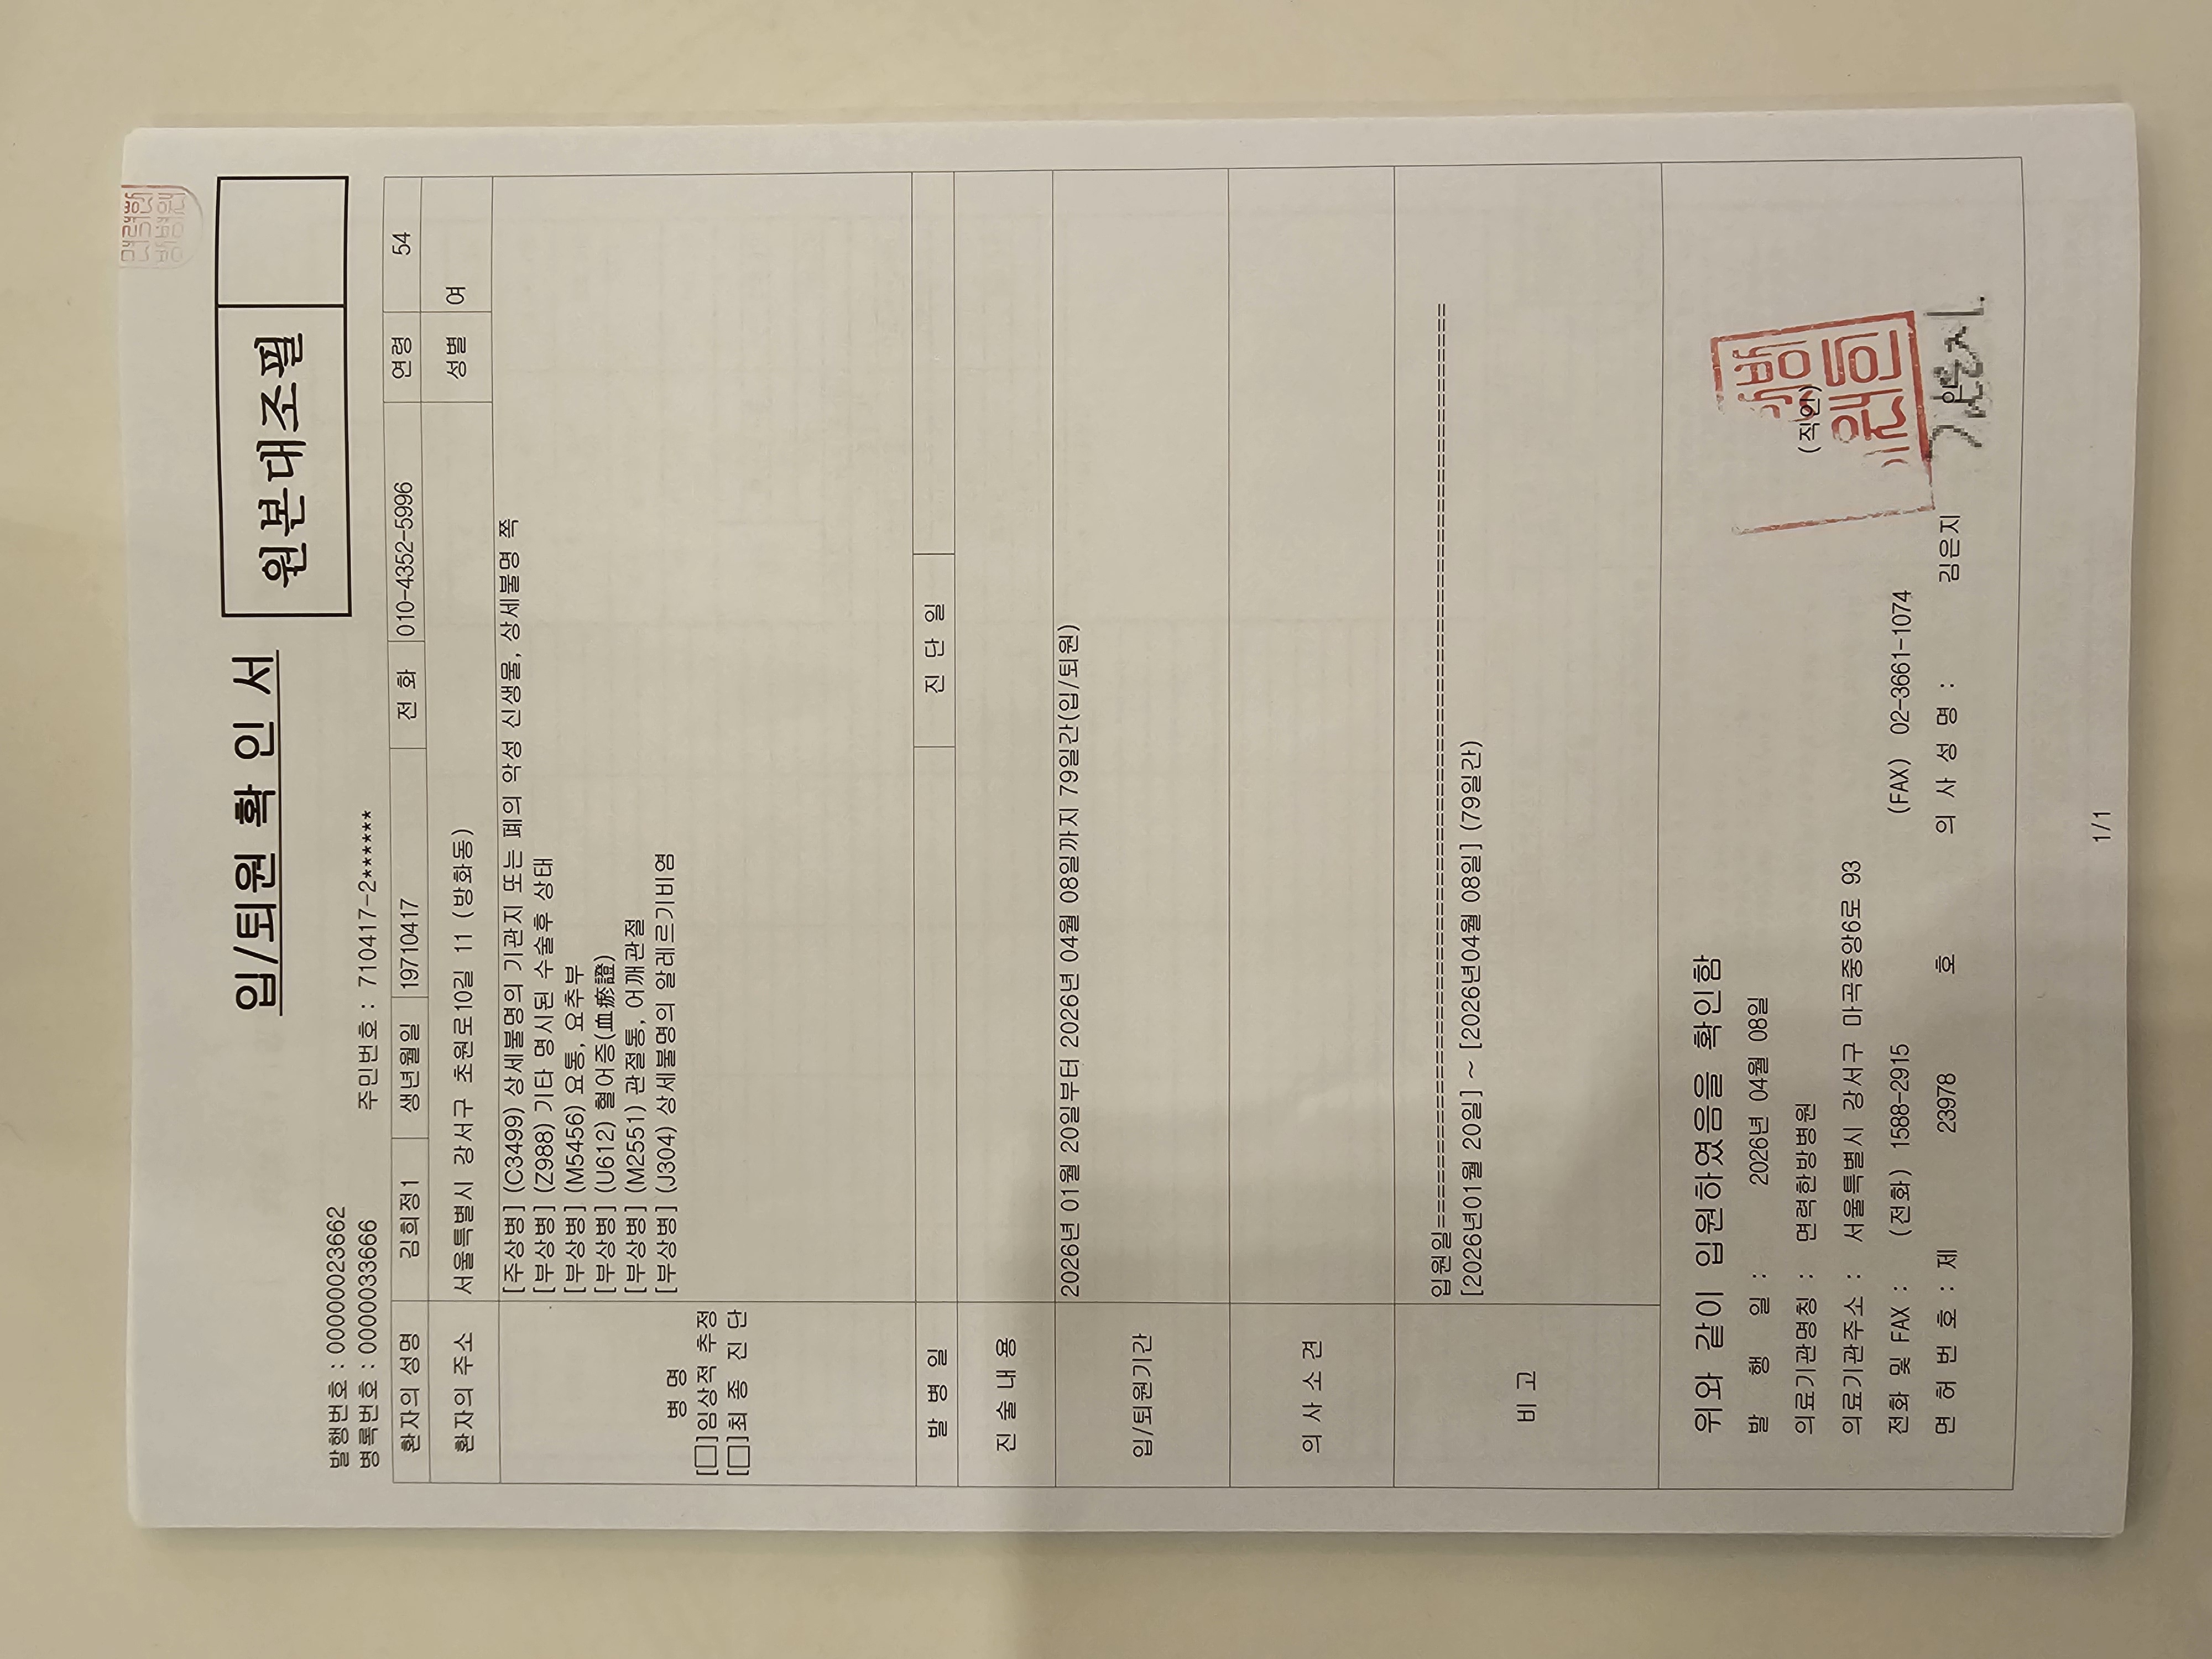 입/퇴원 확 인 서
원본대조필
발행번호 : 0000023662
병록번호 : 0000033666
주민번호 : 710417-2******
환자의 성명 김희정1 생년월일 19710417 전 화 010-4352-5996 연령 54
환자의 주소 서울특별시 강서구 초원로10길 11 (방화동) 성별 여
병 명
[□]임상적 추정
[□]최 종 진 단
[주상병] (C3499) 상세불명의 기관지 또는 폐의 악성 신생물, 상세불명 쪽
[부상병] (Z988) 기타 명시된 수술후 상태
[부상병] (M5456) 요통, 요추부
[부상병] (U612) 혈어증(血瘀證)
[부상병] (M2551) 관절통, 어깨관절
[부상병] (J304) 상세불명의 알레르기비염
발 병 일 진 단 일
진 술 내 용
입/퇴원기간 2026년 01월 20일부터 2026년 04월 08일까지 79일간(입/퇴원)
의 사 소 견
비 고
입원일==========================================================================
[2026년01월 20일] ~ [2026년04월 08일] (79일간)
위와 같이 입원하였음을 확인함
발 행 일 : 2026년 04월 08일
의료기관명칭 : 면력한방병원
의료기관주소 : 서울특별시 강서구 마곡중앙6로 93
(직인)
전화 및 FAX : (전화) 1588-2915 (FAX) 02-3661-1074
면 허 번 호 : 제 23978 호 의 사 성 명 : 김은지 인
김은지
1/1